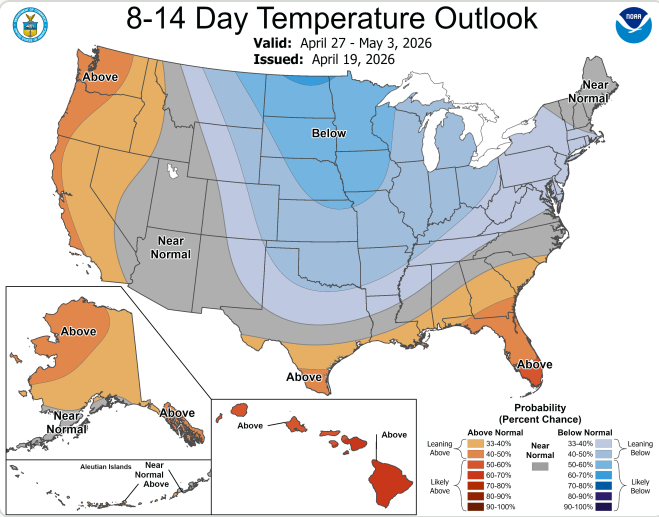 8-14 Day Temperature Outlook
Valid: April 27 - May 3, 2026
Issued: April 19, 2026
NOAA
Above
Near
Normal
Below
Near
Normal
Above
Above
Above
Near
Normal
Above
Aleutian Islands
Near
Normal
Above
Above
Above
Probability
(Percent Chance)
Above Normal
Near
Normal
Below Normal
Leaning
Above
33-40%
40-50%
Likely
Above
50-60%
60-70%
70-80%
80-90%
90-100%
33-40%
40-50%
Leaning
Below
50-60%
60-70%
70-80%
80-90%
90-100%
Likely
Below